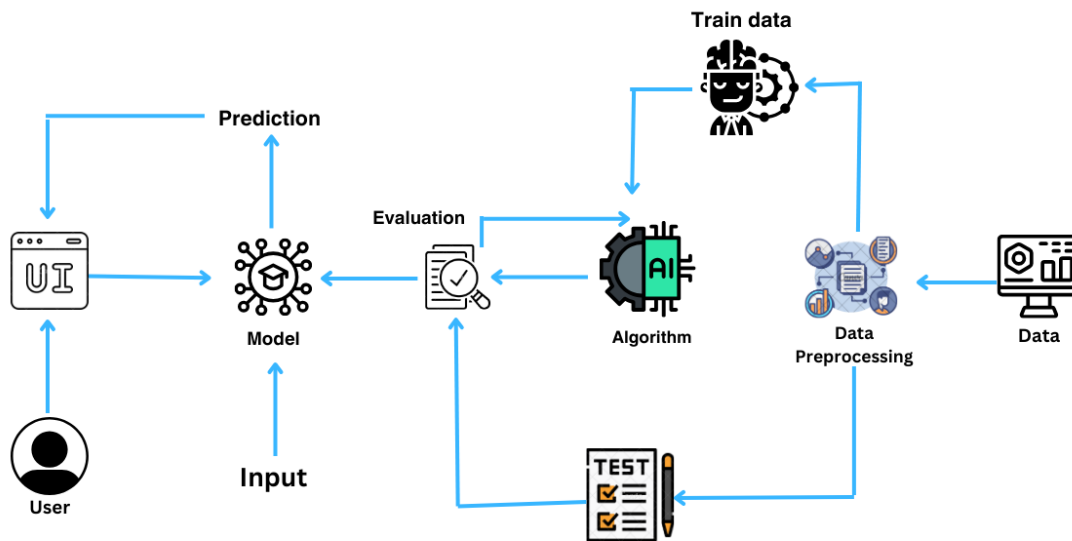 Train data
Prediction
Evaluation
UI
AI
Model
Algorithm
Data
Preprocessing
Data
TEST
Input
User